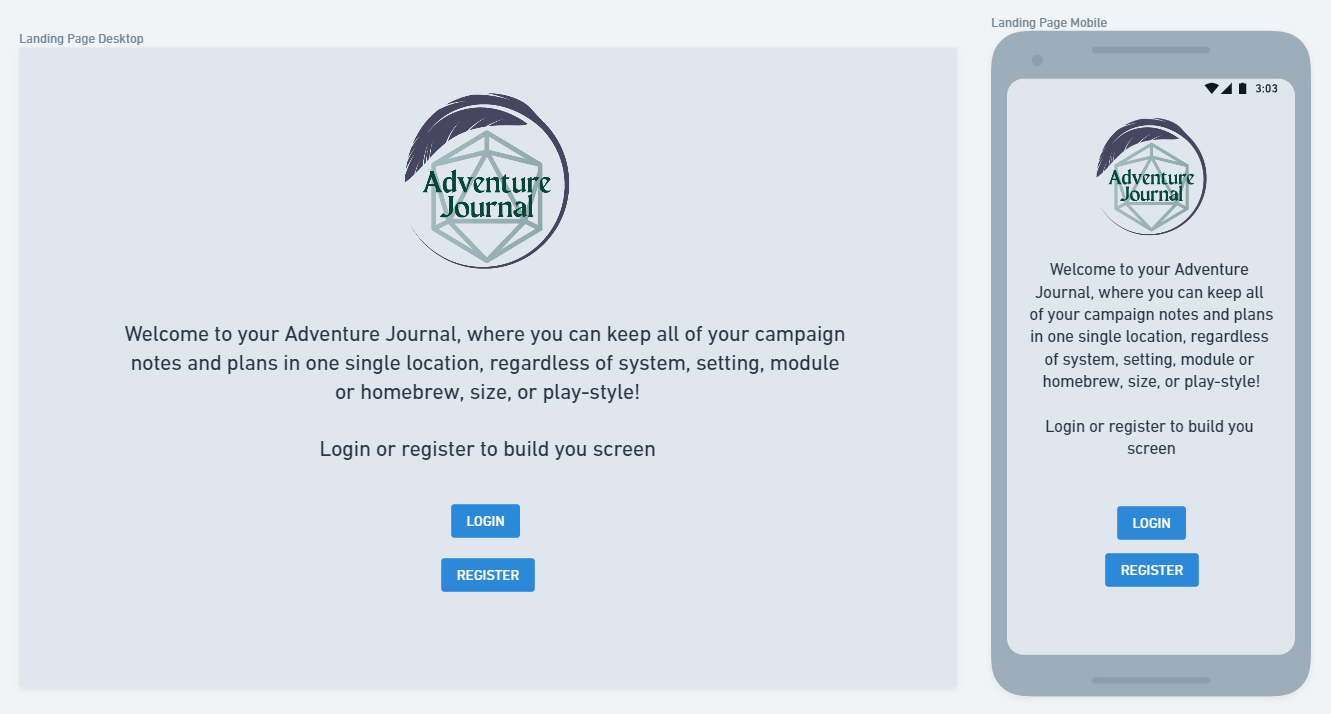 Landing Page Desktop
Adventure
Journal
Welcome to your Adventure Journal, where you can keep all of your campaign
notes and plans in one single location, regardless of system, setting, module
or homebrew, size, or play-style!
Login or register to build you screen
LOGIN
REGISTER
Landing Page Mobile
3:03
Adventure
Journal
Welcome to your Adventure
Journal, where you can keep all
of your campaign notes and plans
in one single location, regardless
of system, setting, module or
homebrew, size, or play-style!
Login or register to build you
screen
LOGIN
REGISTER